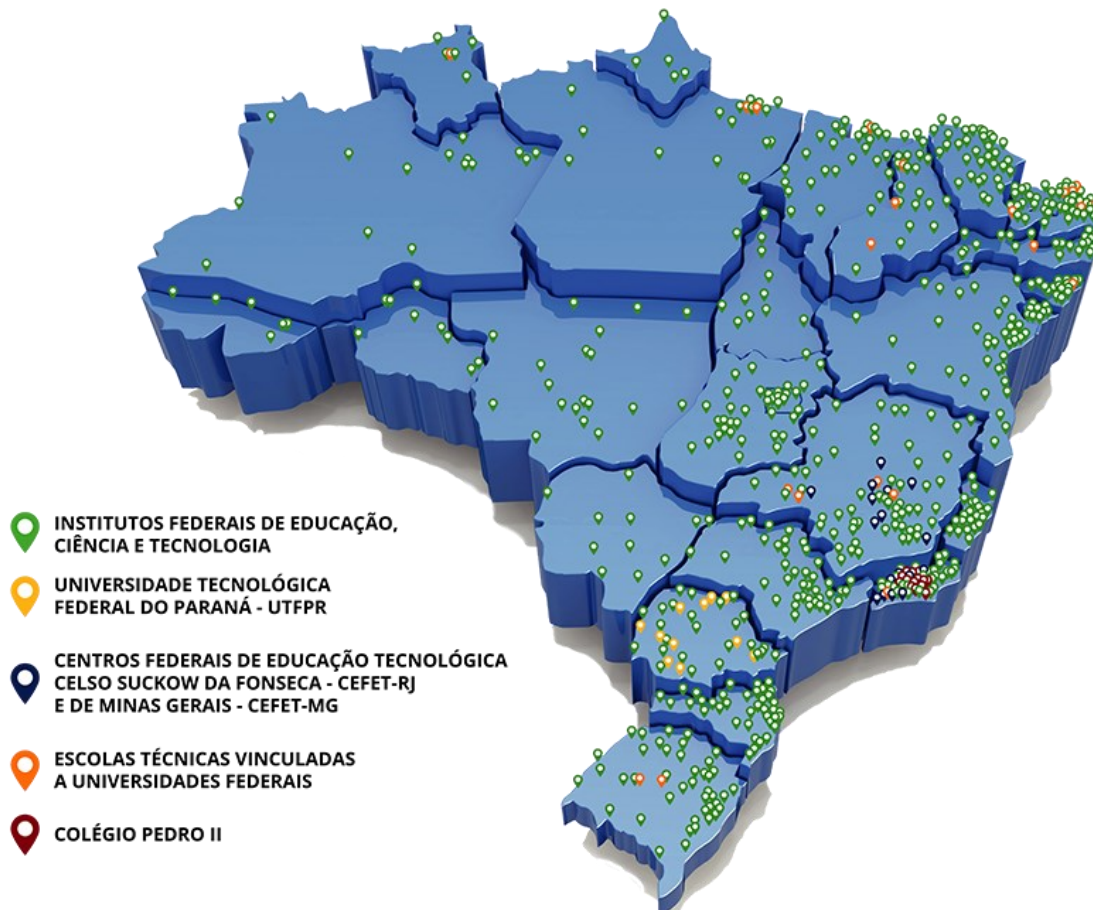 INSTITUTOS FEDERAIS DE EDUCAÇÃO,
CIÊNCIA E TECNOLOGIA
UNIVERSIDADE TECNOLÓGICA
FEDERAL DO PARANÁ - UTFPR
CENTROS FEDERAIS DE EDUCAÇÃO TECNOLÓGICA
CELSO SUCKOW DA FONSECA - CEFET-RJ
E DE MINAS GERAIS - CEFET-MG
ESCOLAS TÉCNICAS VINCULADAS
A UNIVERSIDADES FEDERAIS
COLÉGIO PEDRO II